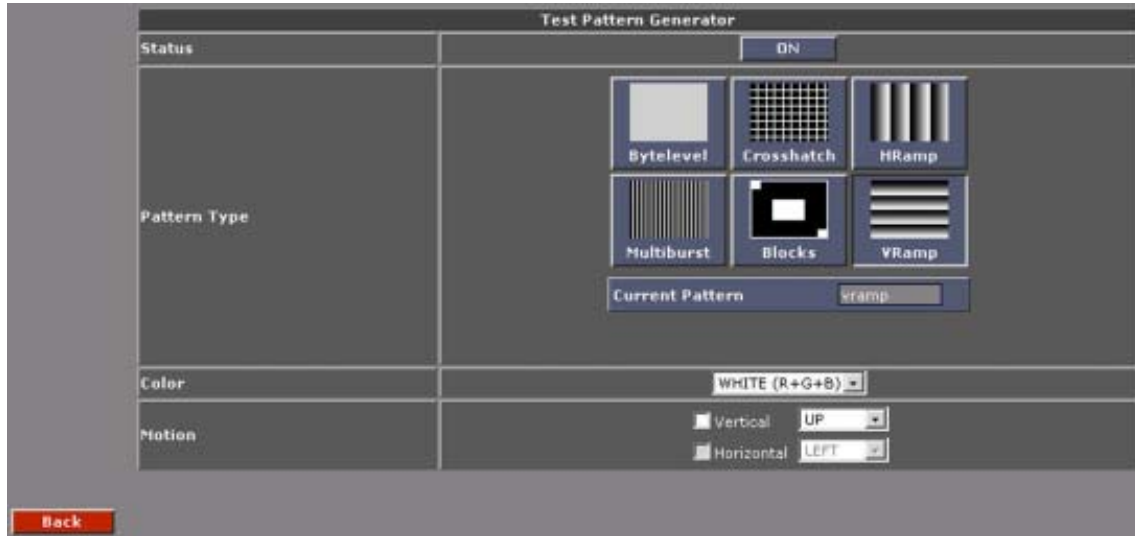 Test Pattern Generator
Status
ON
Pattern Type
Bytelevel
Crosshatch
HRamp
Multiburst
Blocks
VRamp
Current Pattern
vramp
Color
WHITE (R+G+B)
Motion
Vertical
UP
Horizontal
LEFT
Back